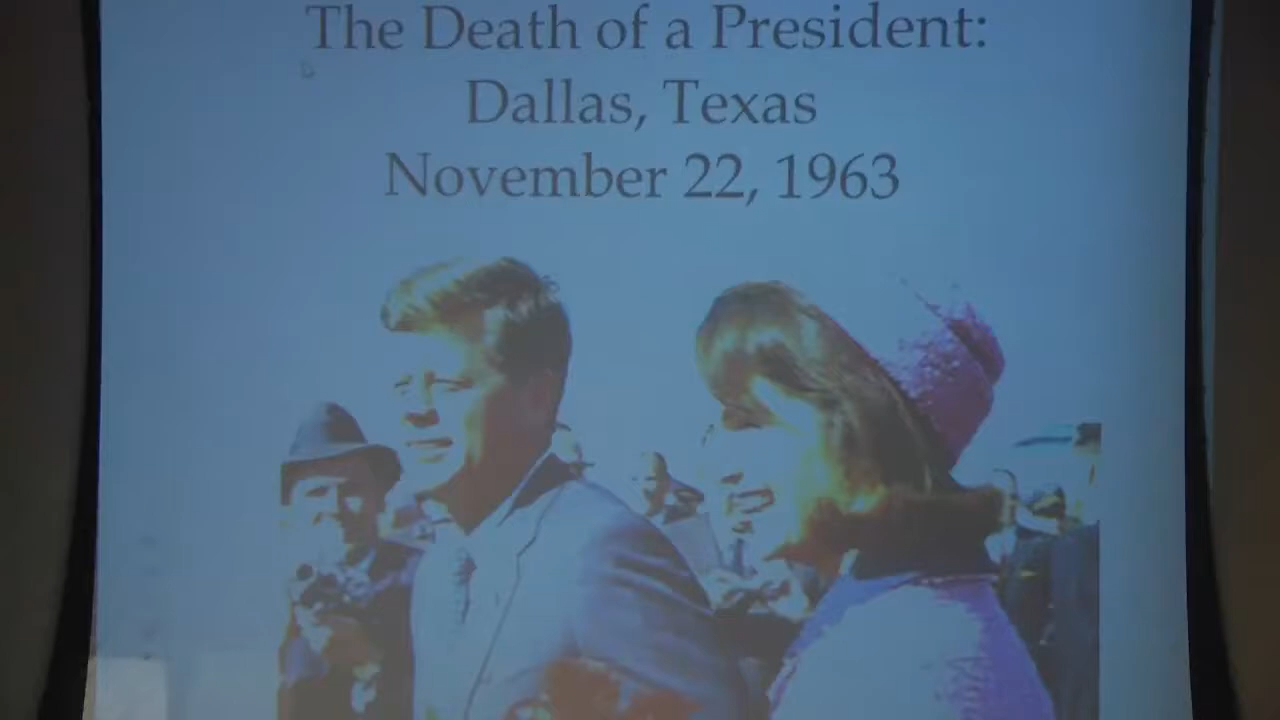 The Death of a President:
Dallas, Texas
November 22, 1963